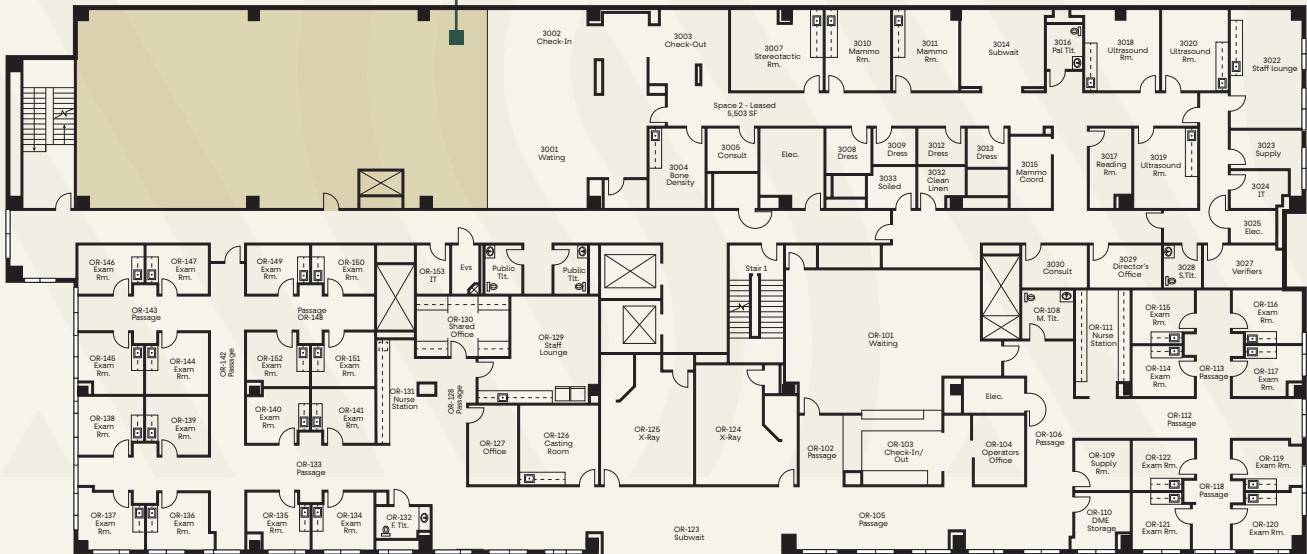 3002
Check-In
3003
Check-Out
3007
Stereotactic
Rm.
3010
Mammo
Rm.
3011
Mammo
Rm.
3014
Subwait
3016
Pal Tlt.
3018
Ultrasound
Rm.
3020
Ultrasound
Rm.
3022
Staff lounge
Space 2 - Leased
5,503 SF
3001
Wating
3004
Bone
Density
3005
Consult
Elec.
3008
Dress
3009
Dress
3012
Dress
3013
Dress
3033
Soiled
3032
Clean
Linen
3015
Mammo
Coord
3017
Reading
Rm.
3019
Ultrasound
Rm.
3023
Supply
3024
IT
3025
Elec.
OR-146
Exam
Rm.
OR-147
Exam
Rm.
OR-149
Exam
Rm.
OR-150
Exam
Rm.
OR-153
IT
Evs
Public
Tlt.
Public
Tlt.
Stair 1
3030
Consult
3029
Director's
Office
3028
S.Tlt.
3027
Verifiers
OR-143
Passage
Passage
OR-148
OR-130
Shared
Office
OR-129
Staff
Lounge
OR-101
Waiting
OR-108
M. Tlt.
OR-111
Nurse
Station
OR-115
Exam
Rm.
OR-116
Exam
Rm.
OR-145
Exam
Rm.
OR-144
Exam
Rm.
OR-142
Passage
OR-152
Exam
Rm.
OR-151
Exam
Rm.
OR-131
Nurse
Station
OR-128
Passage
OR-114
Exam
Rm.
OR-113
Passage
OR-117
Exam
Rm.
OR-138
Exam
Rm.
OR-139
Exam
Rm.
OR-140
Exam
Rm.
OR-141
Exam
Rm.
OR-127
Office
OR-126
Casting
Room
OR-125
X-Ray
OR-124
X-Ray
OR-102
Passage
OR-103
Check-In/
Out
Elec.
OR-104
Operators
Office
OR-106
Passage
OR-112
Passage
OR-133
Passage
OR-109
Supply
Rm.
OR-122
Exam Rm.
OR-119
Exam Rm.
OR-118
Passage
OR-137
Exam
Rm.
OR-136
Exam
Rm.
OR-135
Exam
Rm.
OR-134
Exam
Rm.
OR-132
F. Tlt.
OR-123
Subwait
OR-105
Passage
OR-110
DME
Storage
OR-121
Exam Rm.
OR-120
Exam Rm.